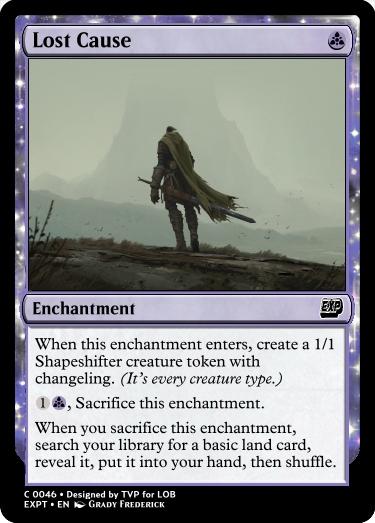 Lost Cause
EXP
Enchantment
When this enchantment enters, create a 1/1
Shapeshifter creature token with
changeling. (It's every creature type.)
1, Sacrifice this enchantment.
When you sacrifice this enchantment,
search your library for a basic land card,
reveal it, put it into your hand, then shuffle.
C 0046 • Designed by TVP for LOB
EXPT • EN Grady Frederick